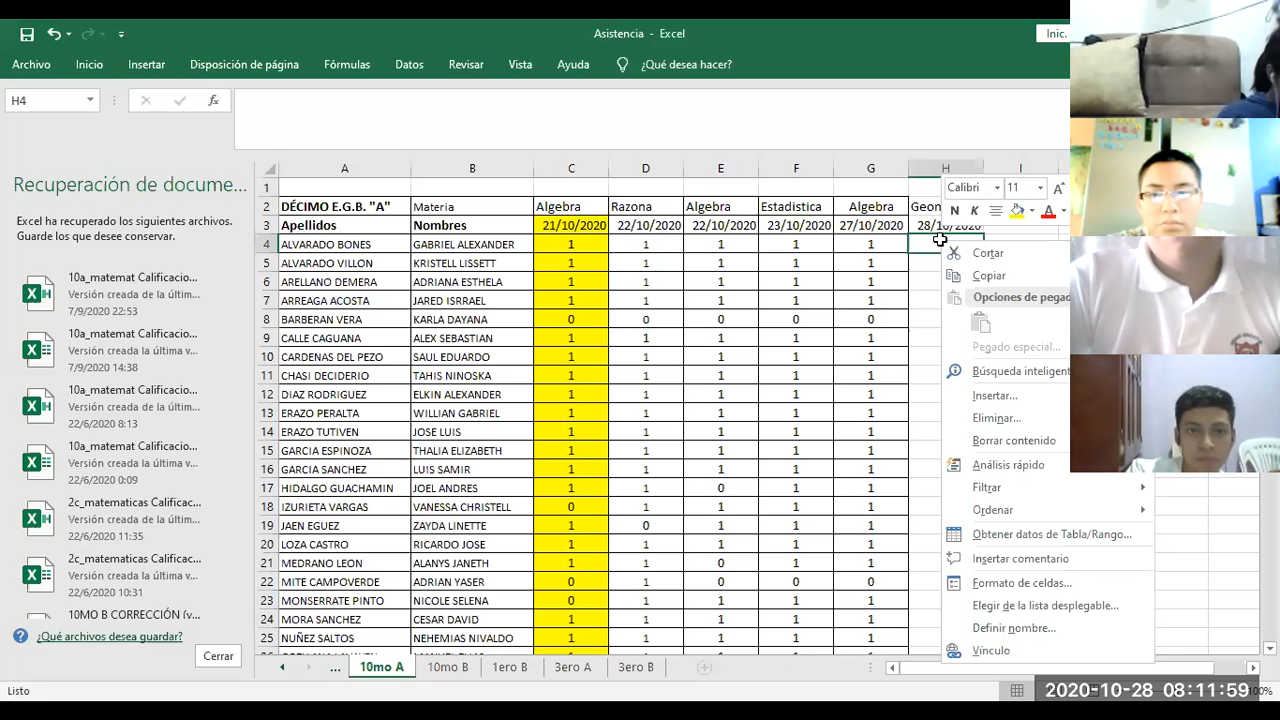 Asistencia - Excel
Inic.
Archivo Inicio Insertar Disposición de página Fórmulas Datos Revisar Vista Ayuda ¿Qué desea hacer?
H4 fx
Recuperación de docume...
Excel ha recuperado los siguientes archivos.
Guarde los que desee conservar.
10a_matemat Calificacio...
Versión creada de la últim...
7/9/2020 22:53
10a_matemat Calificacio...
Versión creada de la última v...
7/9/2020 14:38
10a_matemat Calificacio...
Versión creada de la última v...
22/6/2020 8:13
10a_matemat Calificacio...
Versión creada de la última v...
22/6/2020 0:09
2c_matematicas Calificac...
Versión creada de la última v...
22/6/2020 11:35
2c_matematicas Calificac...
Versión creada de la última v...
22/6/2020 10:31
10MO B CORRECCIÓN (v...
¿Qué archivos desea guardar?
Cerrar
A B C D E F G H I
1
2 DÉCIMO E.G.B. "A" Materia Algebra Razona Algebra Estadistica Algebra Geon
3 Apellidos Nombres 21/10/2020 22/10/2020 22/10/2020 23/10/2020 27/10/2020 28/10/2020
4 ALVARADO BONES GABRIEL ALEXANDER 1 1 1 1 1
5 ALVARADO VILLON KRISTELL LISSETT 1 1 1 1 1
6 ARELLANO DEMERA ADRIANA ESTHELA 1 1 1 1 1
7 ARREAGA ACOSTA JARED ISRRAEL 1 1 1 1 1
8 BARBERAN VERA KARLA DAYANA 0 0 0 0 0
9 CALLE CAGUANA ALEX SEBASTIAN 1 1 1 1 1
10 CARDENAS DEL PEZO SAUL EDUARDO 1 1 1 1 1
11 CHASI DECIDERIO TAHIS NINOSKA 1 1 1 1 1
12 DIAZ RODRIGUEZ ELKIN ALEXANDER 1 1 1 1 1
13 ERAZO PERALTA WILLIAN GABRIEL 1 1 1 1 1
14 ERAZO TUTIVEN JOSE LUIS 1 1 1 1 1
15 GARCIA ESPINOZA THALIA ELIZABETH 1 1 1 1 1
16 GARCIA SANCHEZ LUIS SAMIR 1 1 1 1 1
17 HIDALGO GUACHAMIN JOEL ANDRES 1 1 0 1 1
18 IZURIETA VARGAS VANESSA CHRISTELL 0 1 1 1 1
19 JAEN EGUEZ ZAYDA LINETTE 1 0 1 1 1
20 LOZA CASTRO RICARDO JOSE 1 1 1 1 1
21 MEDRANO LEON ALANYS JANETH 1 1 0 1 1
22 MITE CAMPOVERDE ADRIAN YASER 0 1 0 0 0
23 MONSERRATE PINTO NICOLE SELENA 0 1 1 1 1
24 MORA SANCHEZ CESAR DAVID 1 1 1 1 1
25 NUÑEZ SALTOS NEHEMIAS NIVALDO 1 1 1 1 1
Calibri 11 A
N K A
Cortar
Copiar
Opciones de pegad
Pegado especial...
Búsqueda inteligent
Insertar...
Eliminar...
Borrar contenido
Análisis rápido
Filtrar
Ordenar
Obtener datos de Tabla/Rango...
Insertar comentario
Formato de celdas...
Elegir de la lista desplegable...
Definir nombre...
Vínculo
... 10mo A 10mo B 1ero B 3ero A 3ero B
Listo
2020-10-28 08:11:59
100%